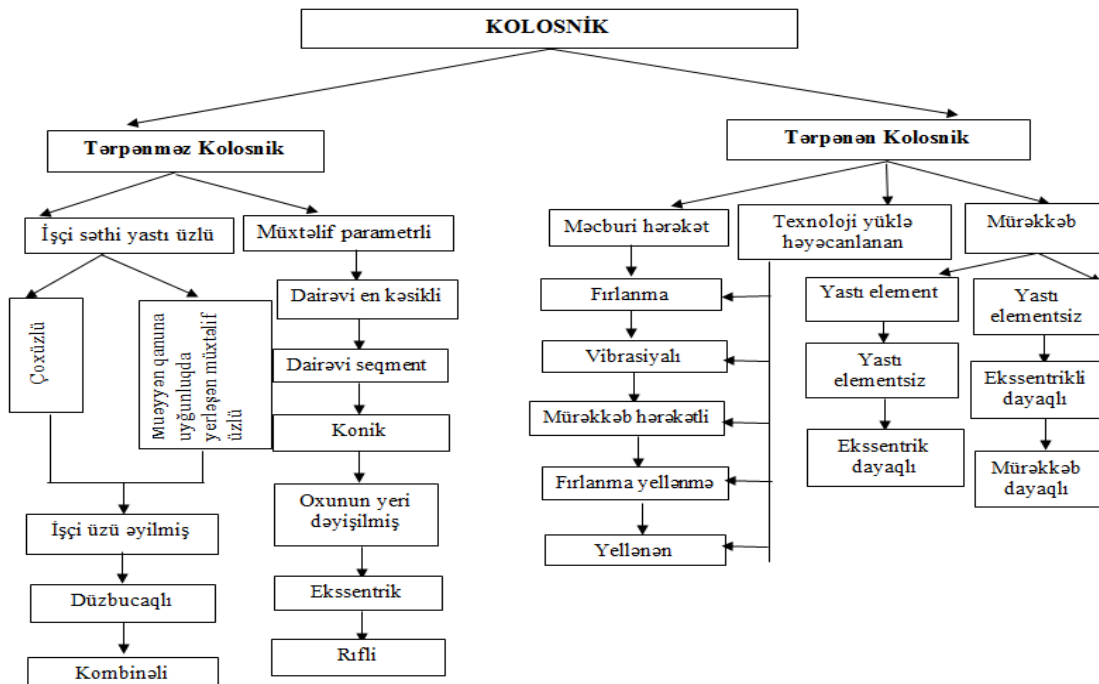 KOLOSNİK
Tərpənməz Kolosnik
Tərpənən Kolosnik
İşçi səthi yastı üzlü
Müxtəlif parametrli
Çoxüzlü
Muəyyən qanuna
uyğunluqda
yerləşən müxtəlif
üzlü
İşçi üzü əyilmiş
Düzbucaqlı
Kombinəli
Dairəvi en kəsikli
Dairəvi seqment
Konik
Oxunun yeri
dəyişilmiş
Ekssentrik
Rıfli
Məcburi hərəkət
Fırlanma
Vibrasiyalı
Mürəkkəb hərəkətli
Fırlanma yellənmə
Yellənən
Texnoloji yüklə
həyəcanlanan
Mürəkkəb
Yastı element
Yastı
elementsiz
Ekssentrik
dayaqlı
Yastı
elementsiz
Ekssentrikli
dayaqlı
Mürəkkəb
dayaqlı